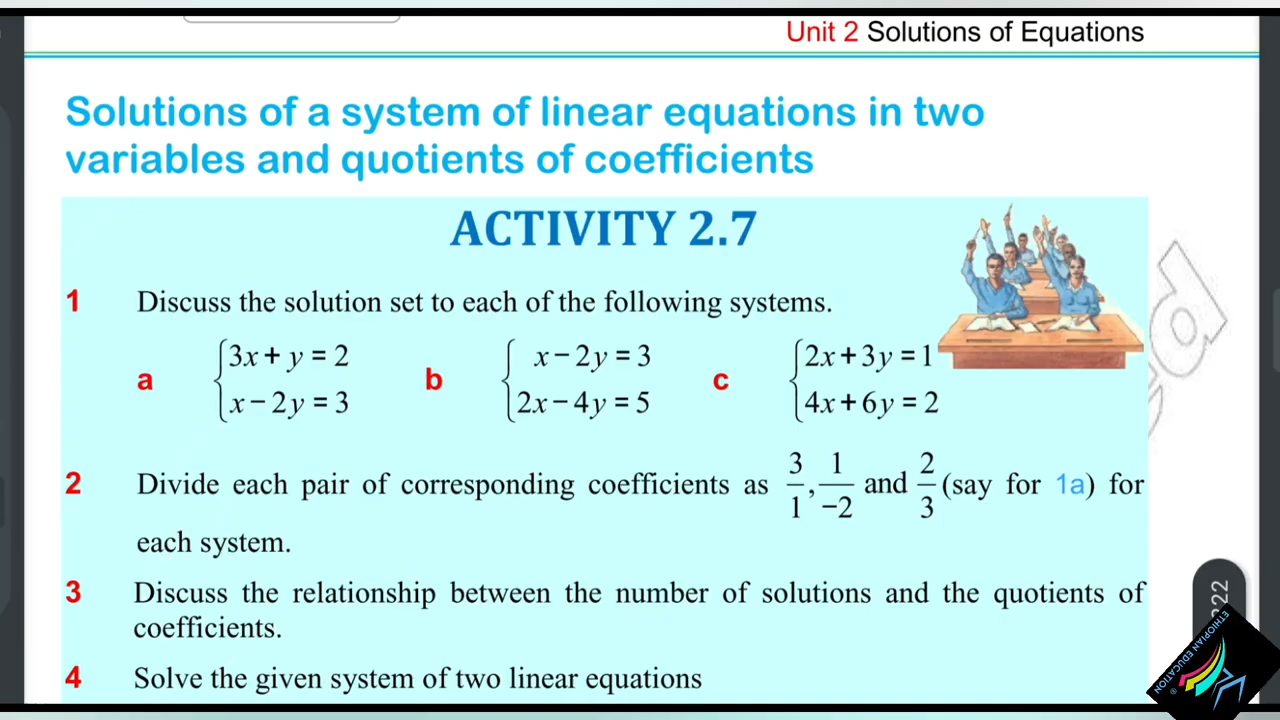 Unit 2 Solutions of Equations
Solutions of a system of linear equations in two
variables and quotients of coefficients
ACTIVITY 2.7
1 Discuss the solution set to each of the following systems.
a {3x + y = 2
x − 2y = 3
b {x − 2y = 3
2x − 4y = 5
c {2x + 3y = 1
4x + 6y = 2
2 Divide each pair of corresponding coefficients as 3/1, 1/−2 and 2/3 (say for 1a) for
each system.
3 Discuss the relationship between the number of solutions and the quotients of
coefficients.
4 Solve the given system of two linear equations
ETHIOPIAN EDUCATION
®